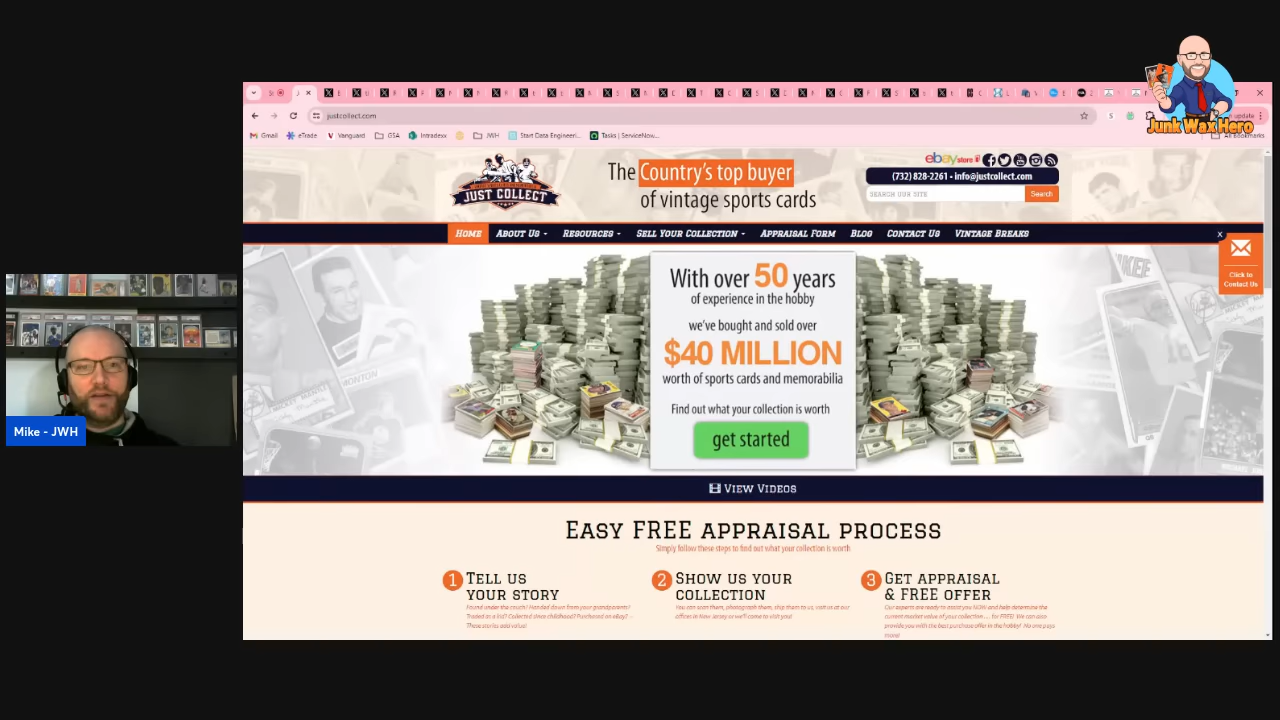 Junk Wax Hero
update
justcollect.com
Gmail
eTrade
Vanguard
GSA
Intradexx
JWH
Start Data Engineeri...
Tasks | ServiceNow...
All Bookmarks
JUST COLLECT
The Country's top buyer
of vintage sports cards
ebay store
(732) 828-2261 - info@justcollect.com
SEARCH OUR SITE
Search
HOME
ABOUT US
RESOURCES
SELL YOUR COLLECTION
APPRAISAL FORM
BLOG
CONTACT US
VINTAGE BREAKS
X
Click to
Contact Us
With over 50 years
of experience in the hobby
we've bought and sold over
$40 MILLION
worth of sports cards and memorabilia
Find out what your collection is worth
get started
Mike - JWH
VIEW VIDEOS
EASY FREE APPRAISAL PROCESS
Simply follow these steps to find out what your collection is worth
1 TELL US
YOUR STORY
Found under the couch? Handed down from your grandparents?
Traded as a kid? Collected since childhood? Purchased on eBay? ...
These stories add value!
2 SHOW US YOUR
COLLECTION
You can scan them, photograph them, ship them to us, visit us at our
offices in New Jersey or we'll come to visit you!
3 GET APPRAISAL
& FREE OFFER
Our experts are ready to assist you NOW and help determine the
current market value of your collection ... for FREE! We can also
provide you with the best purchase offer in the hobby! No one pays
more!